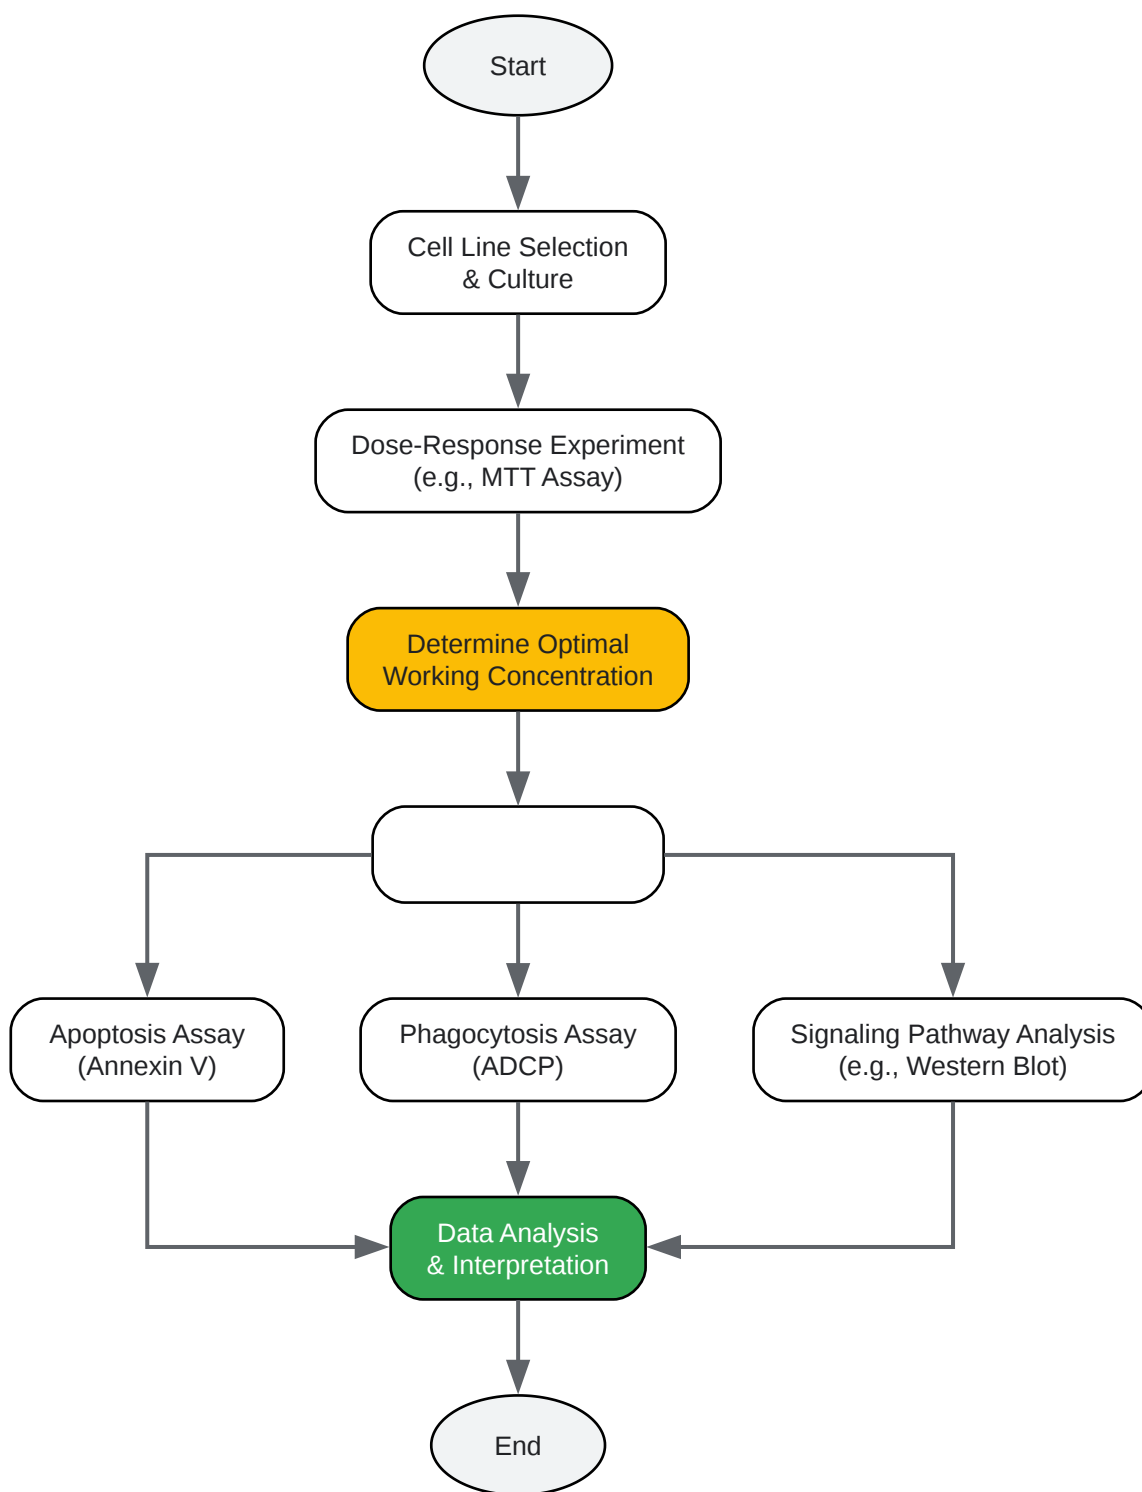 Start
Cell Line Selection
& Culture
Dose-Response Experiment
(e.g., MTT Assay)
Determine Optimal
Working Concentration
Apoptosis Assay
(Annexin V)
Phagocytosis Assay
(ADCP)
Signaling Pathway Analysis
(e.g., Western Blot)
Data Analysis
& Interpretation
End